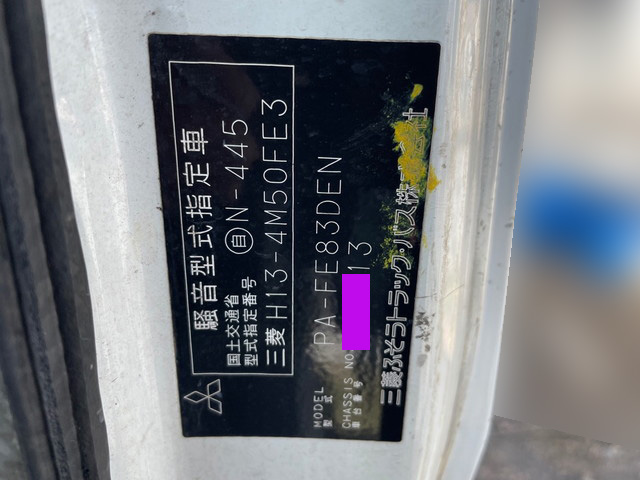 騒音型式指定車
国土交通省
型式指定番号 自N-445
三菱 H13-4M50FE3
MODEL
型式 PA-FE83DEN
CHASSIS NO.
車台番号 13
三菱ふそうトラック・バス株式会社